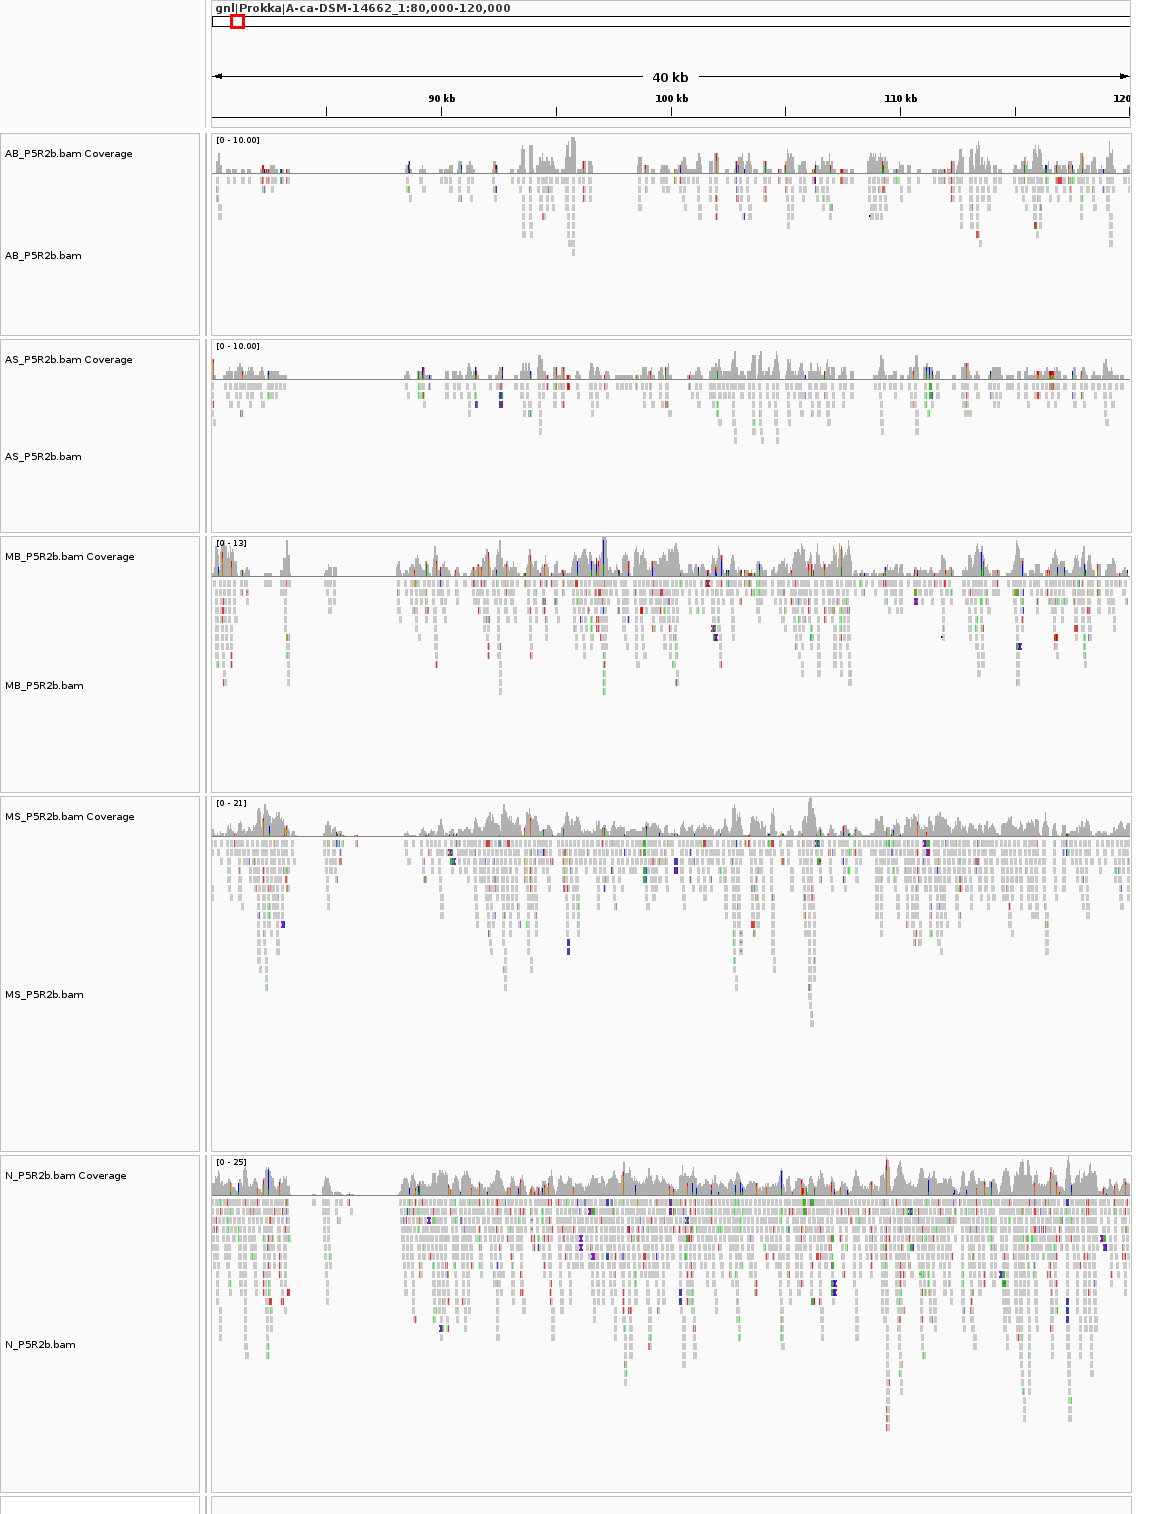 gnl|Prokka|A-ca-DSM-14662_1:80,000-120,000
40 kb
90 kb 100 kb 110 kb 120
[0 - 10.00]
AB_P5R2b.bam Coverage
AB_P5R2b.bam
[0 - 10.00]
AS_P5R2b.bam Coverage
AS_P5R2b.bam
[0 - 13]
MB_P5R2b.bam Coverage
MB_P5R2b.bam
[0 - 21]
MS_P5R2b.bam Coverage
MS_P5R2b.bam
[0 - 25]
N_P5R2b.bam Coverage
N_P5R2b.bam